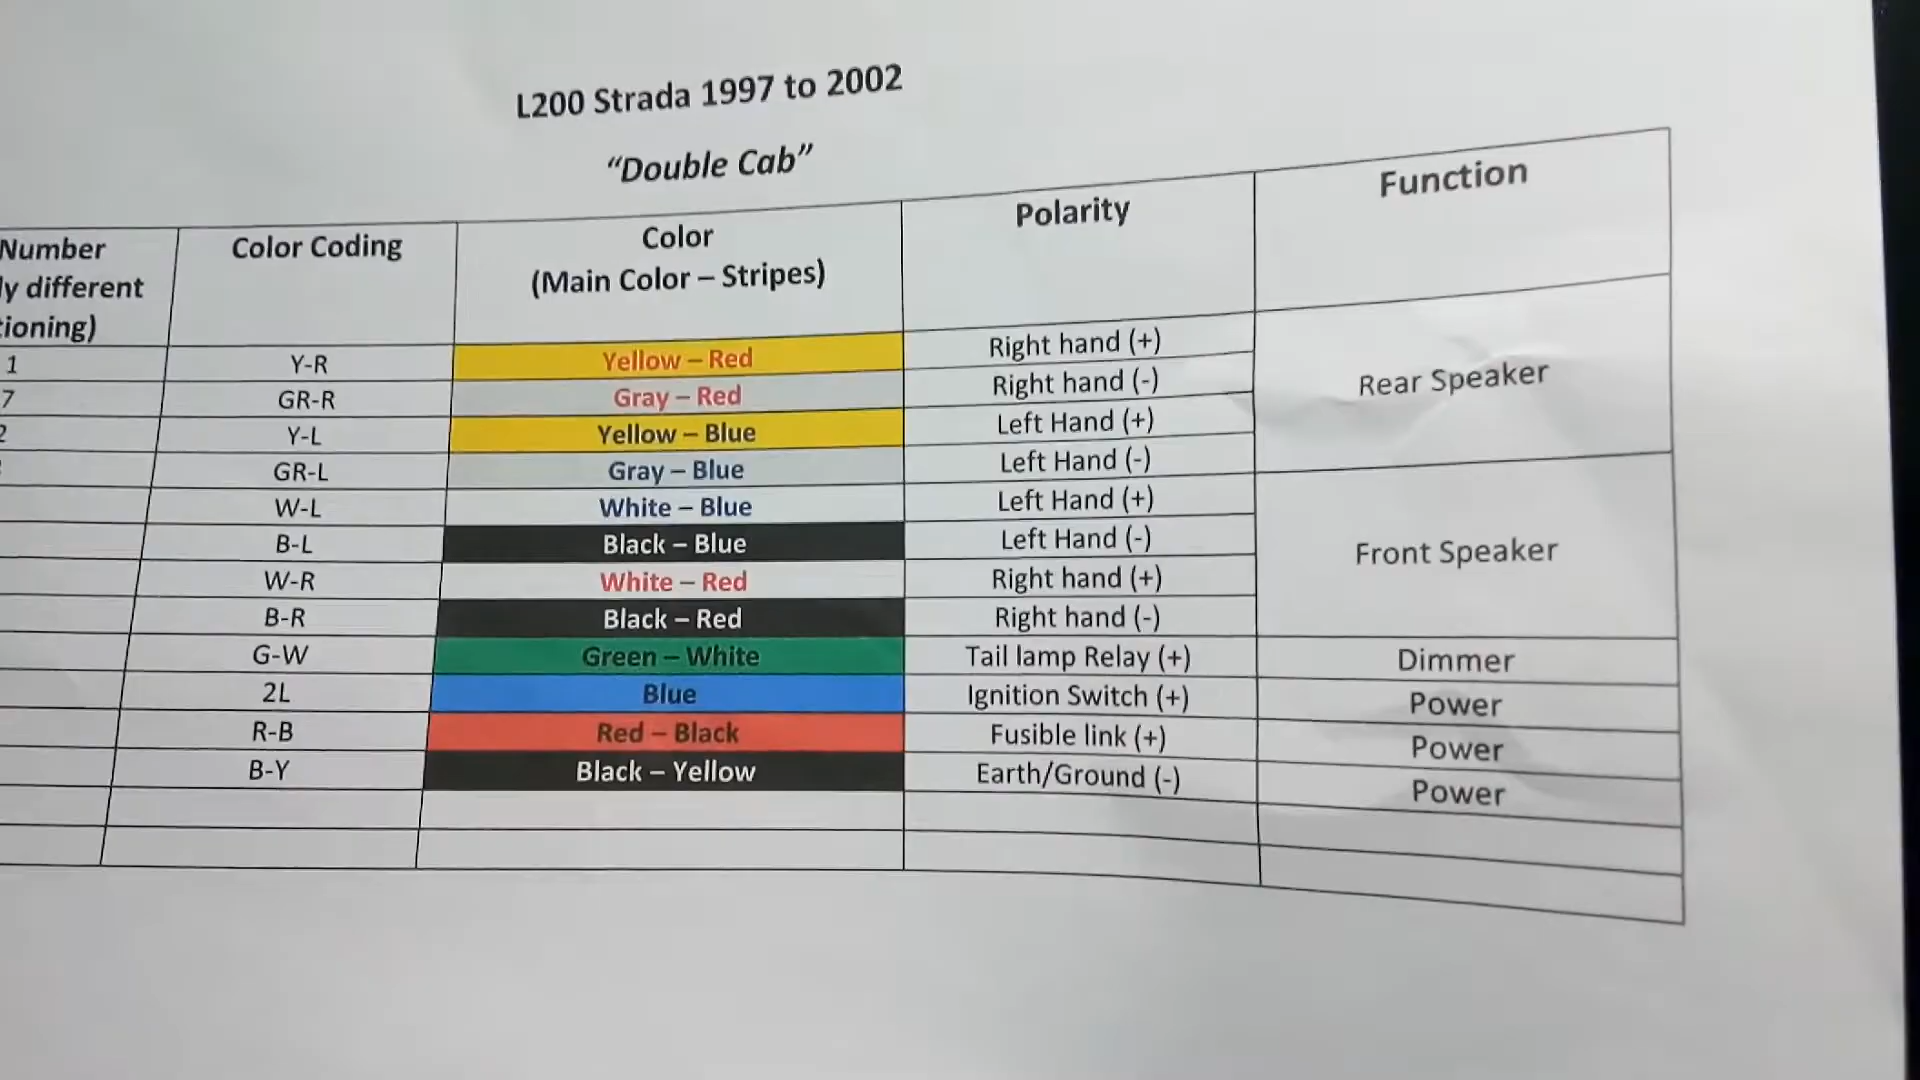 L200 Strada 1997 to 2002
“Double Cab”
Number
ly different
tioning)
Color Coding
Color
(Main Color – Stripes)
Polarity
Function
1 Y-R Yellow – Red Right hand (+)
7 GR-R Gray – Red Right hand (-)
2 Y-L Yellow – Blue Left Hand (+)
GR-L Gray – Blue Left Hand (-)
Rear Speaker
W-L White – Blue Left Hand (+)
B-L Black – Blue Left Hand (-)
W-R White – Red Right hand (+)
B-R Black – Red Right hand (-)
Front Speaker
G-W Green – White Tail lamp Relay (+) Dimmer
2L Blue Ignition Switch (+) Power
R-B Red – Black Fusible link (+) Power
B-Y Black – Yellow Earth/Ground (-) Power